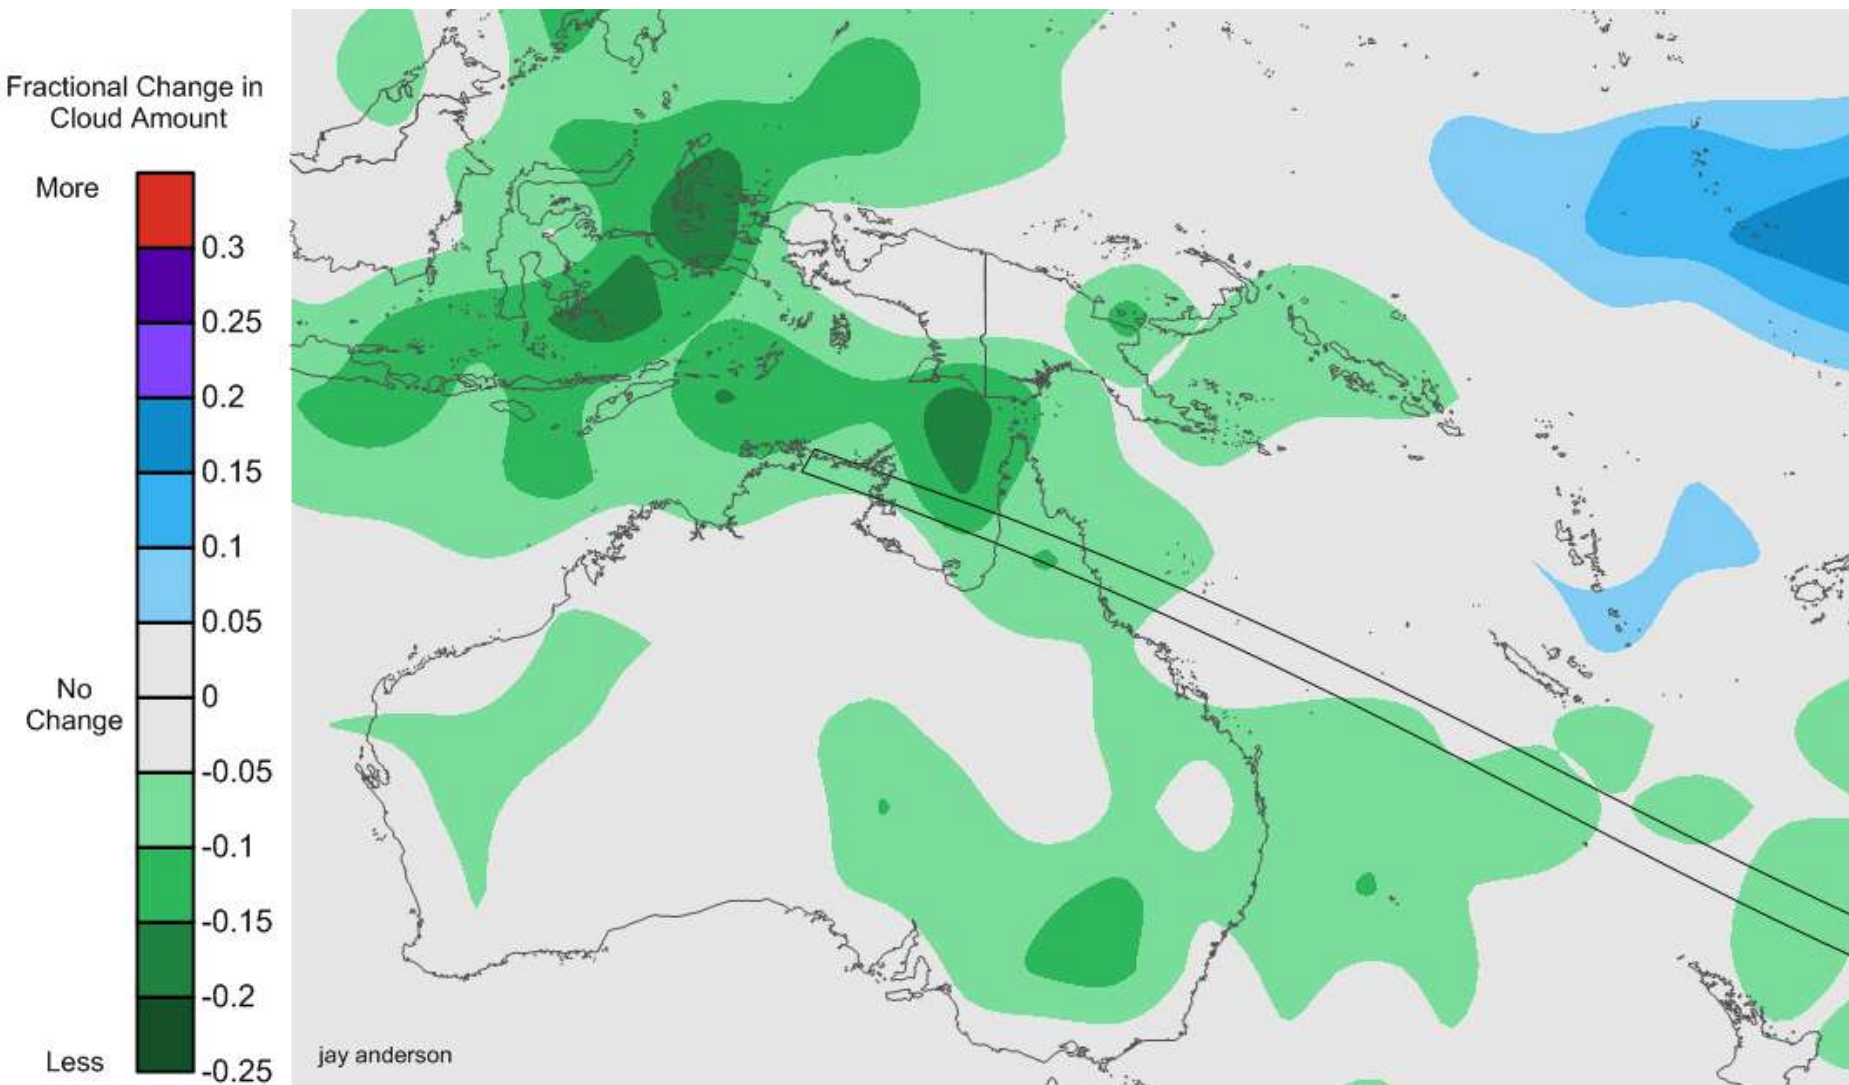 Fractional Change in
Cloud Amount
More
0.3
0.25
0.2
0.15
0.1
0.05
0
No
Change
-0.05
-0.1
-0.15
-0.2
Less
-0.25
jay anderson